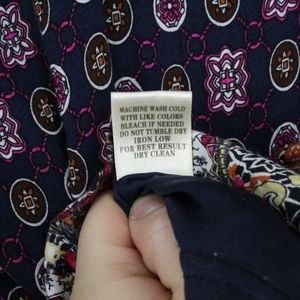 MACHINE WASH COLD
WITH LIKE COLORS
BLEACH IF NEEDED
DO NOT TUMBLE DRY
IRON LOW
FOR BEST RESULT
DRY CLEAN